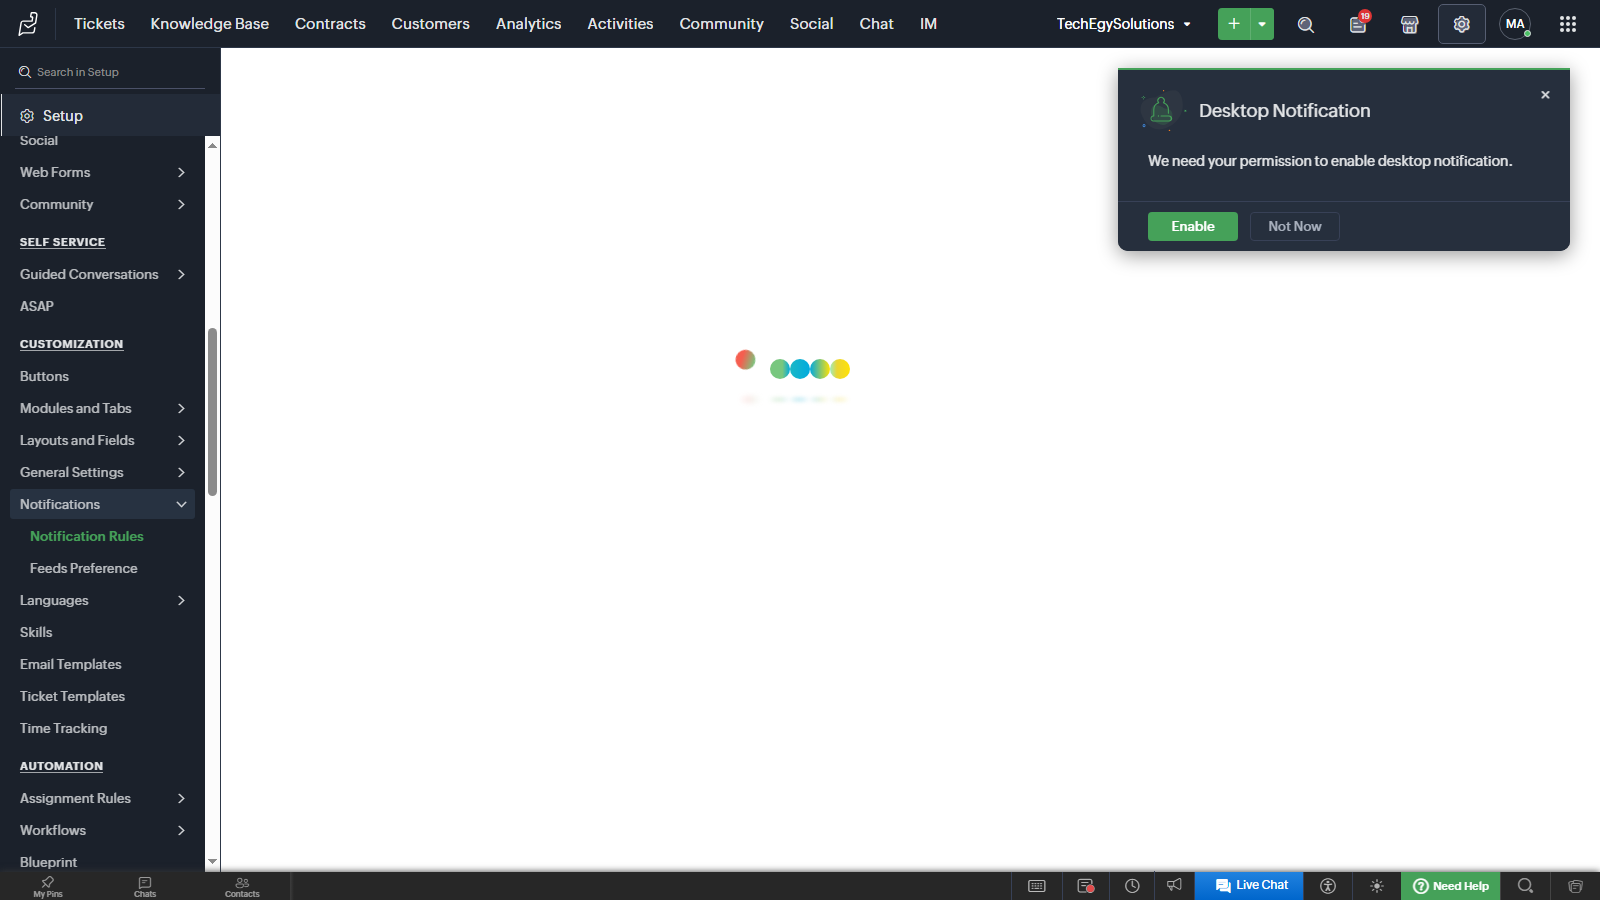 Tickets Knowledge Base Contracts Customers Analytics Activities Community Social Chat IM TechEgySolutions 19 MA
Search in Setup
Setup
Social
Web Forms
Community
SELF SERVICE
Guided Conversations
ASAP
CUSTOMIZATION
Buttons
Modules and Tabs
Layouts and Fields
General Settings
Notifications
Notification Rules
Feeds Preference
Languages
Skills
Email Templates
Ticket Templates
Time Tracking
AUTOMATION
Assignment Rules
Workflows
Blueprint
Desktop Notification
We need your permission to enable desktop notification.
Enable Not Now
My Pins Chats Contacts Live Chat Need Help